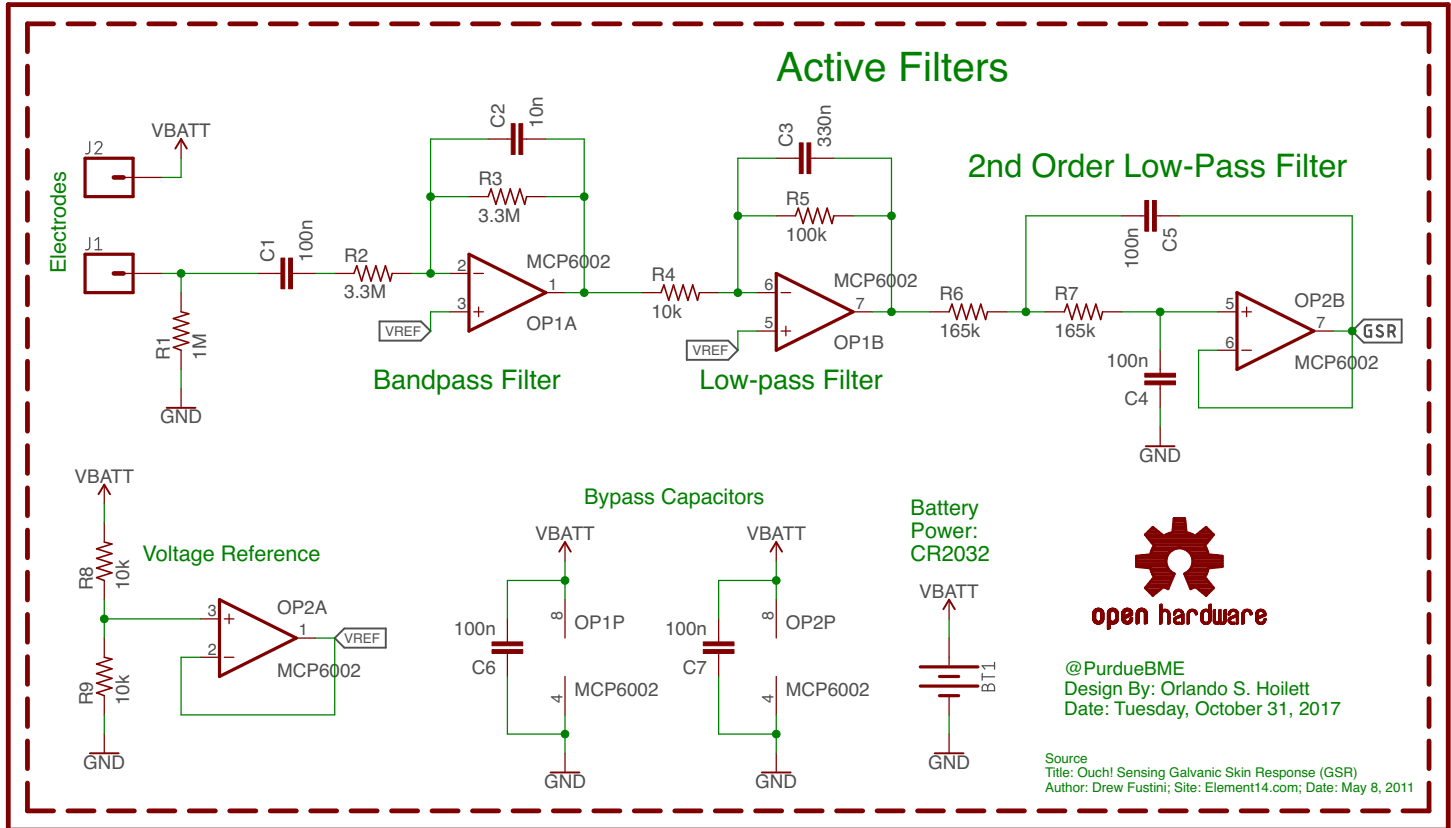 Active Filters
Electrodes
J2
VBATT
J1
R1
1M
GND
C1
100n
R2
3.3M
C2
10n
R3
3.3M
2
3
1
MCP6002
OP1A
VREF
Bandpass Filter
R4
10k
C3
330n
R5
100k
6
5
7
MCP6002
OP1B
VREF
Low-pass Filter
2nd Order Low-Pass Filter
R6
165k
R7
165k
100n
C5
100n
C4
GND
5
6
7
OP2B
MCP6002
GSR
VBATT
R8
10k
R9
10k
GND
Voltage Reference
3
2
1
OP2A
MCP6002
VREF
Bypass Capacitors
VBATT
100n
C6
8
OP1P
4
MCP6002
GND
VBATT
100n
C7
8
OP2P
4
MCP6002
GND
Battery
Power:
CR2032
VBATT
BT1
GND
open hardware
@PurdueBME
Design By: Orlando S. Hoilett
Date: Tuesday, October 31, 2017
Source
Title: Ouch! Sensing Galvanic Skin Response (GSR)
Author: Drew Fustini; Site: Element14.com; Date: May 8, 2011